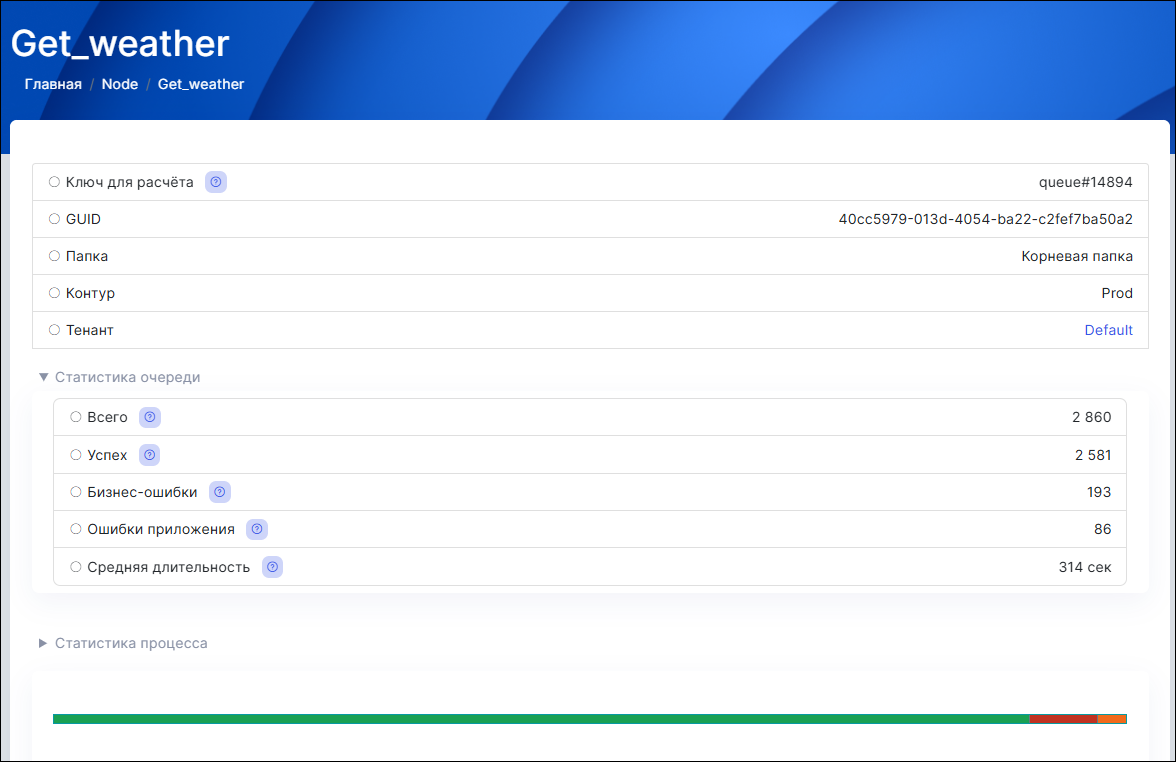 Get_weather
Главная / Node / Get_weather
Ключ для расчёта queue#14894
GUID 40cc5979-013d-4054-ba22-c2fef7ba50a2
Папка Корневая папка
Контур Prod
Тенант Default
Статистика очереди
Всего 2 860
Успех 2 581
Бизнес-ошибки 193
Ошибки приложения 86
Средняя длительность 314 сек
Статистика процесса